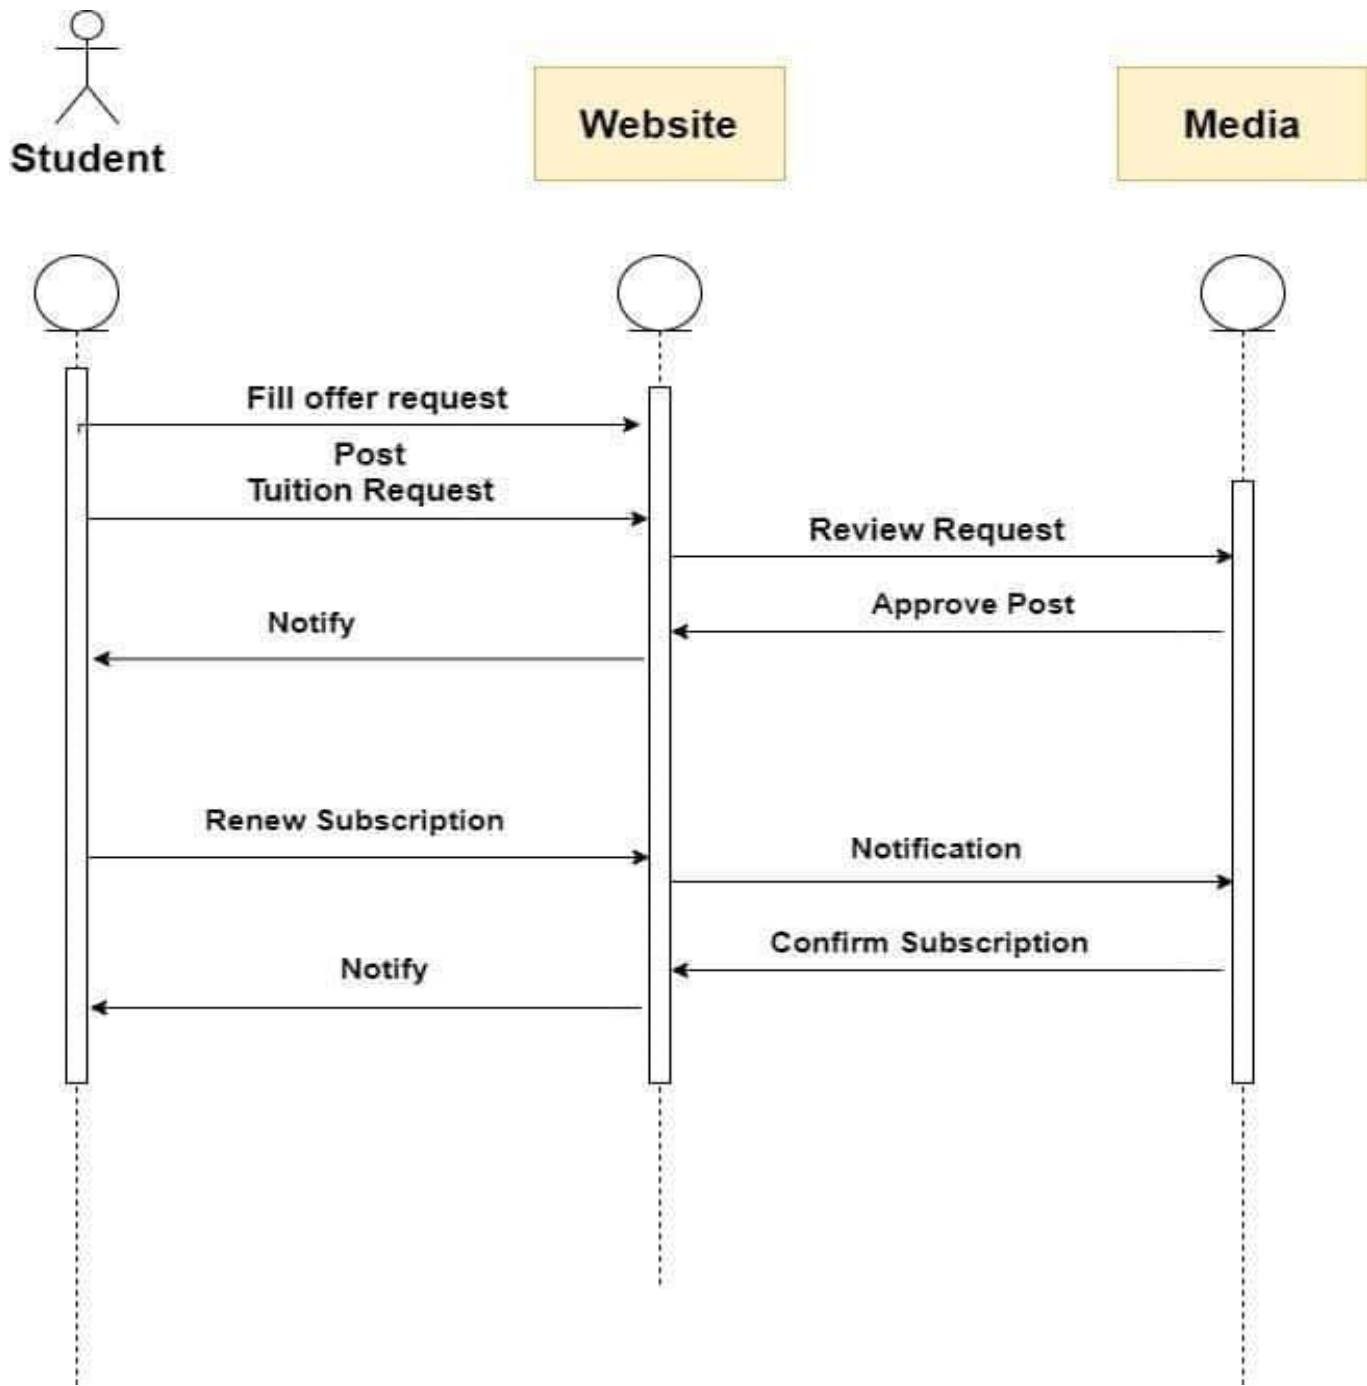 Student
Website
Media
Fill offer request
Post
Tuition Request
Review Request
Approve Post
Notify
Renew Subscription
Notification
Confirm Subscription
Notify